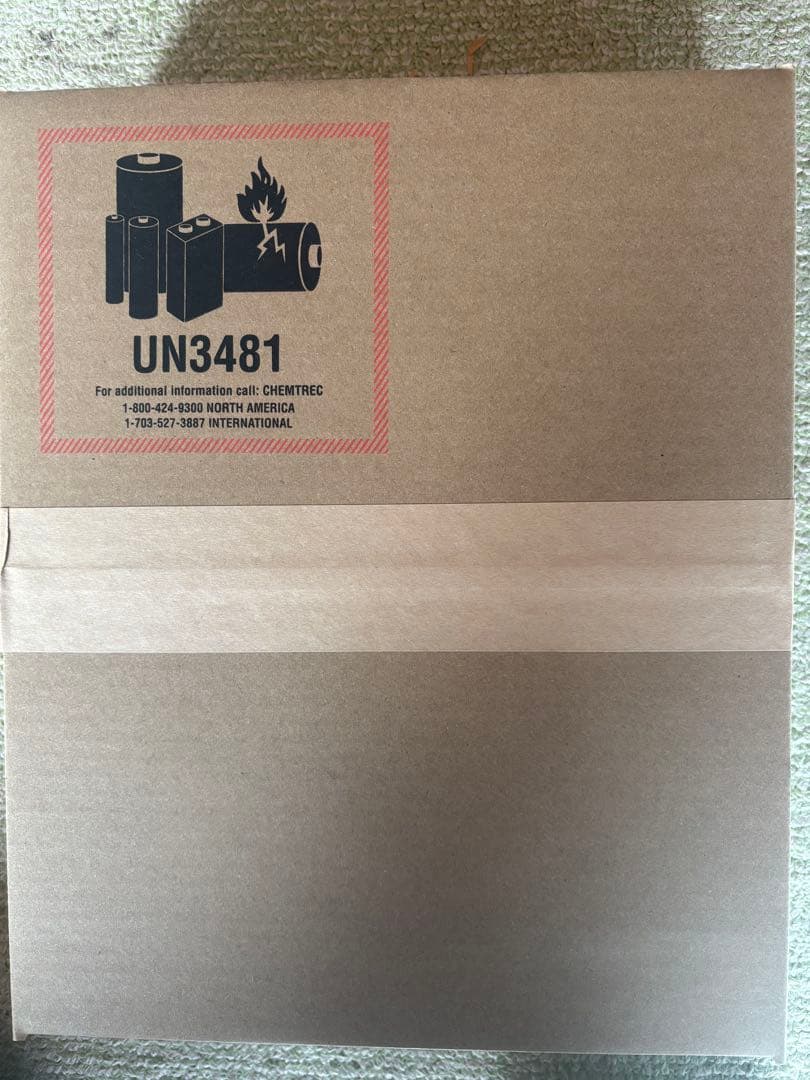 UN3481
For additional information call: CHEMTREC
1-800-424-9300 NORTH AMERICA
1-703-527-3887 INTERNATIONAL